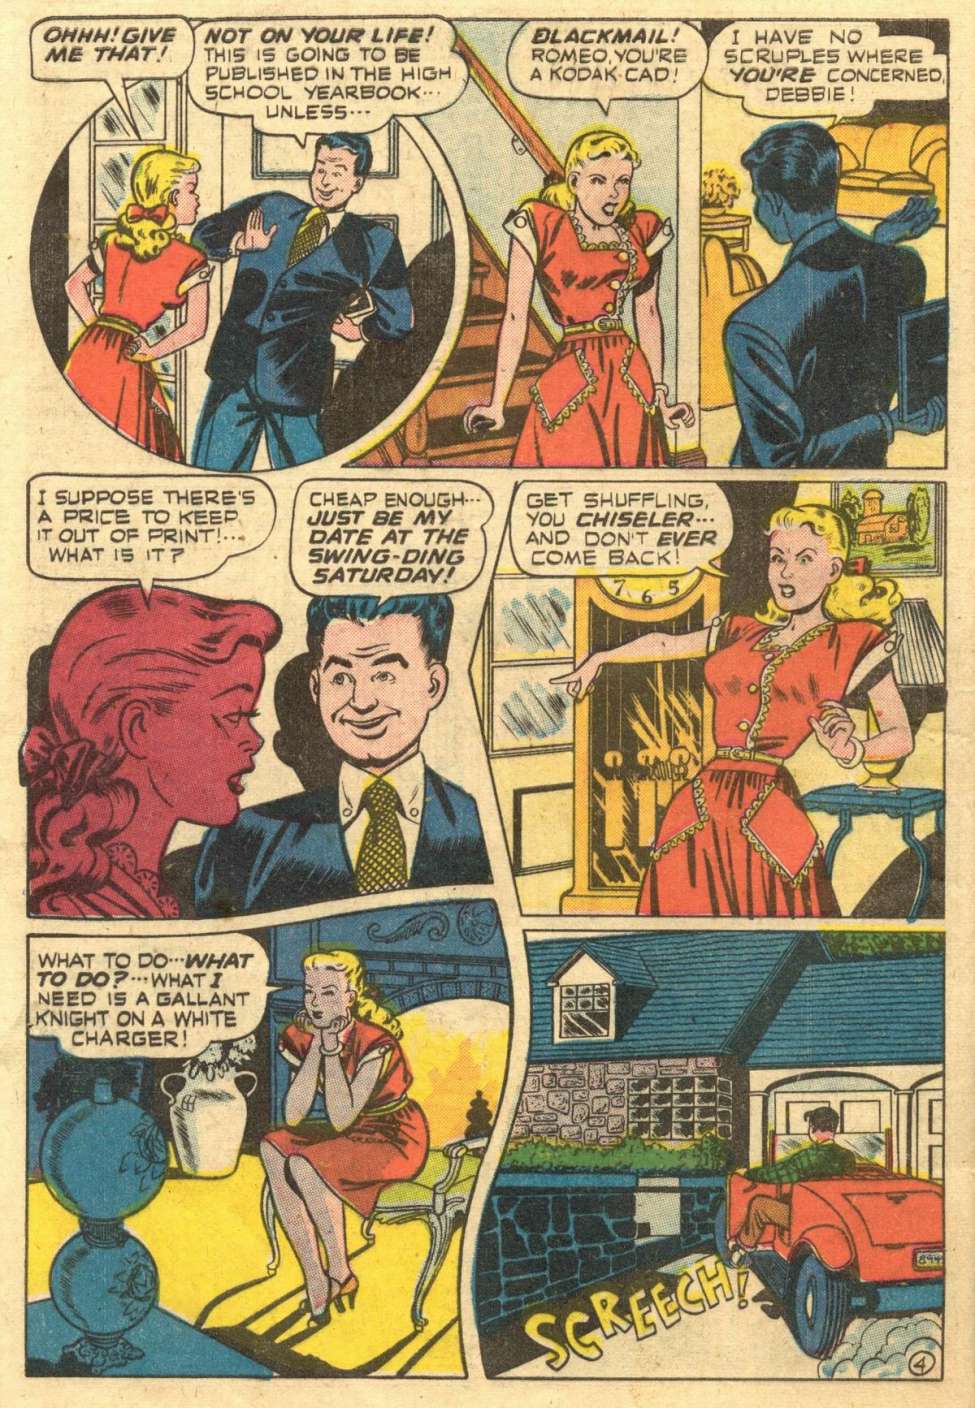 OHHH! GIVE
ME THAT!
NOT ON YOUR LIFE!
THIS IS GOING TO BE
PUBLISHED IN THE HIGH
SCHOOL YEARBOOK...
UNLESS...
BLACKMAIL!
ROMEO, YOU'RE
A KODAK-CAD!
I HAVE NO
SCRUPLES WHERE
YOU'RE CONCERNED,
DEBBIE!
I SUPPOSE THERE'S
A PRICE TO KEEP
IT OUT OF PRINT!...
WHAT IS IT?
CHEAP ENOUGH...
JUST BE MY
DATE AT THE
SWING-DING
SATURDAY!
GET SHUFFLING,
YOU CHISELER...
AND DON'T EVER
COME BACK!
7 6 5
WHAT TO DO...WHAT
TO DO?...WHAT I
NEED IS A GALLANT
KNIGHT ON A WHITE
CHARGER!
SCREECH!
894
4